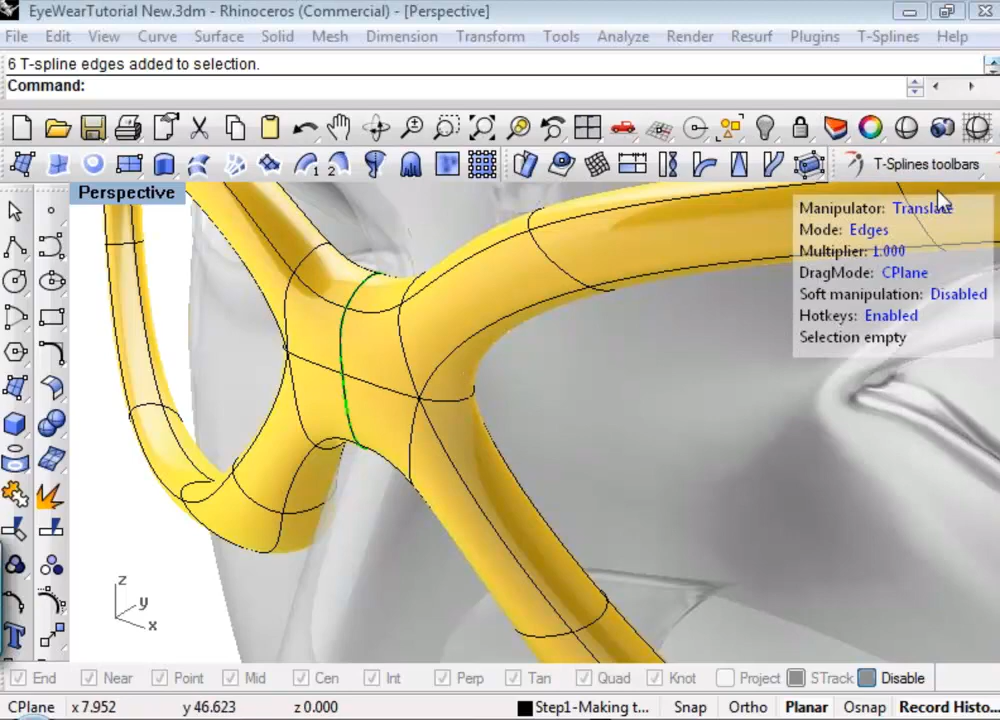 EyeWearTutorial New.3dm - Rhinoceros (Commercial) - [Perspective]
File Edit View Curve Surface Solid Mesh Dimension Transform Tools Analyze Render Resurf Plugins T-Splines Help
6 T-spline edges added to selection.
Command:
1 2 T-Splines toolbars
Perspective
Manipulator: Translate
Mode: Edges
Multiplier: 1.000
DragMode: CPlane
Soft manipulation: Disabled
Hotkeys: Enabled
Selection empty
z
y
x
T
End Near Point Mid Cen Int Perp Tan Quad Knot Project STrack Disable
CPlane x 7.952 y 46.623 z 0.000 Step1-Making t... Snap Ortho Planar Osnap Record Histo...